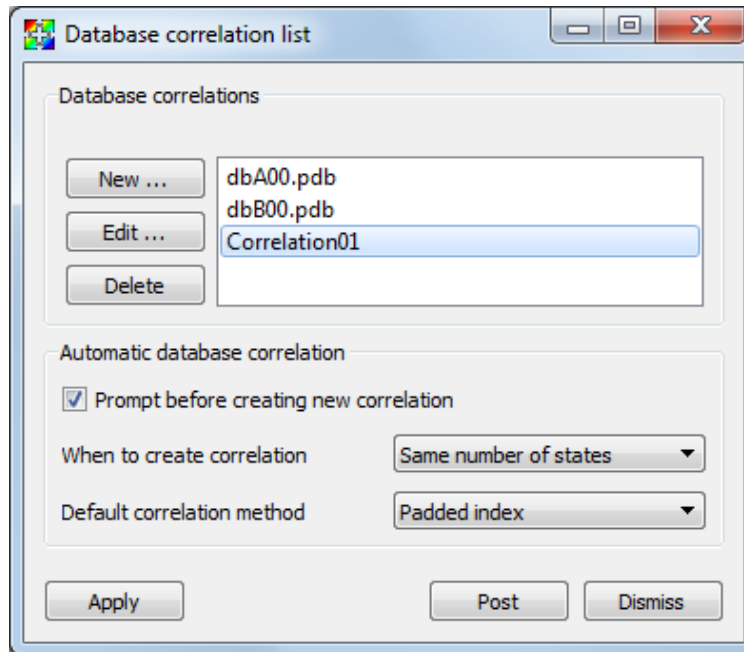 Database correlation list
Database correlations
New ...
dbA00.pdb
dbB00.pdb
Edit ...
Correlation01
Delete
Automatic database correlation
Prompt before creating new correlation
When to create correlation Same number of states
Default correlation method Padded index
Apply Post Dismiss